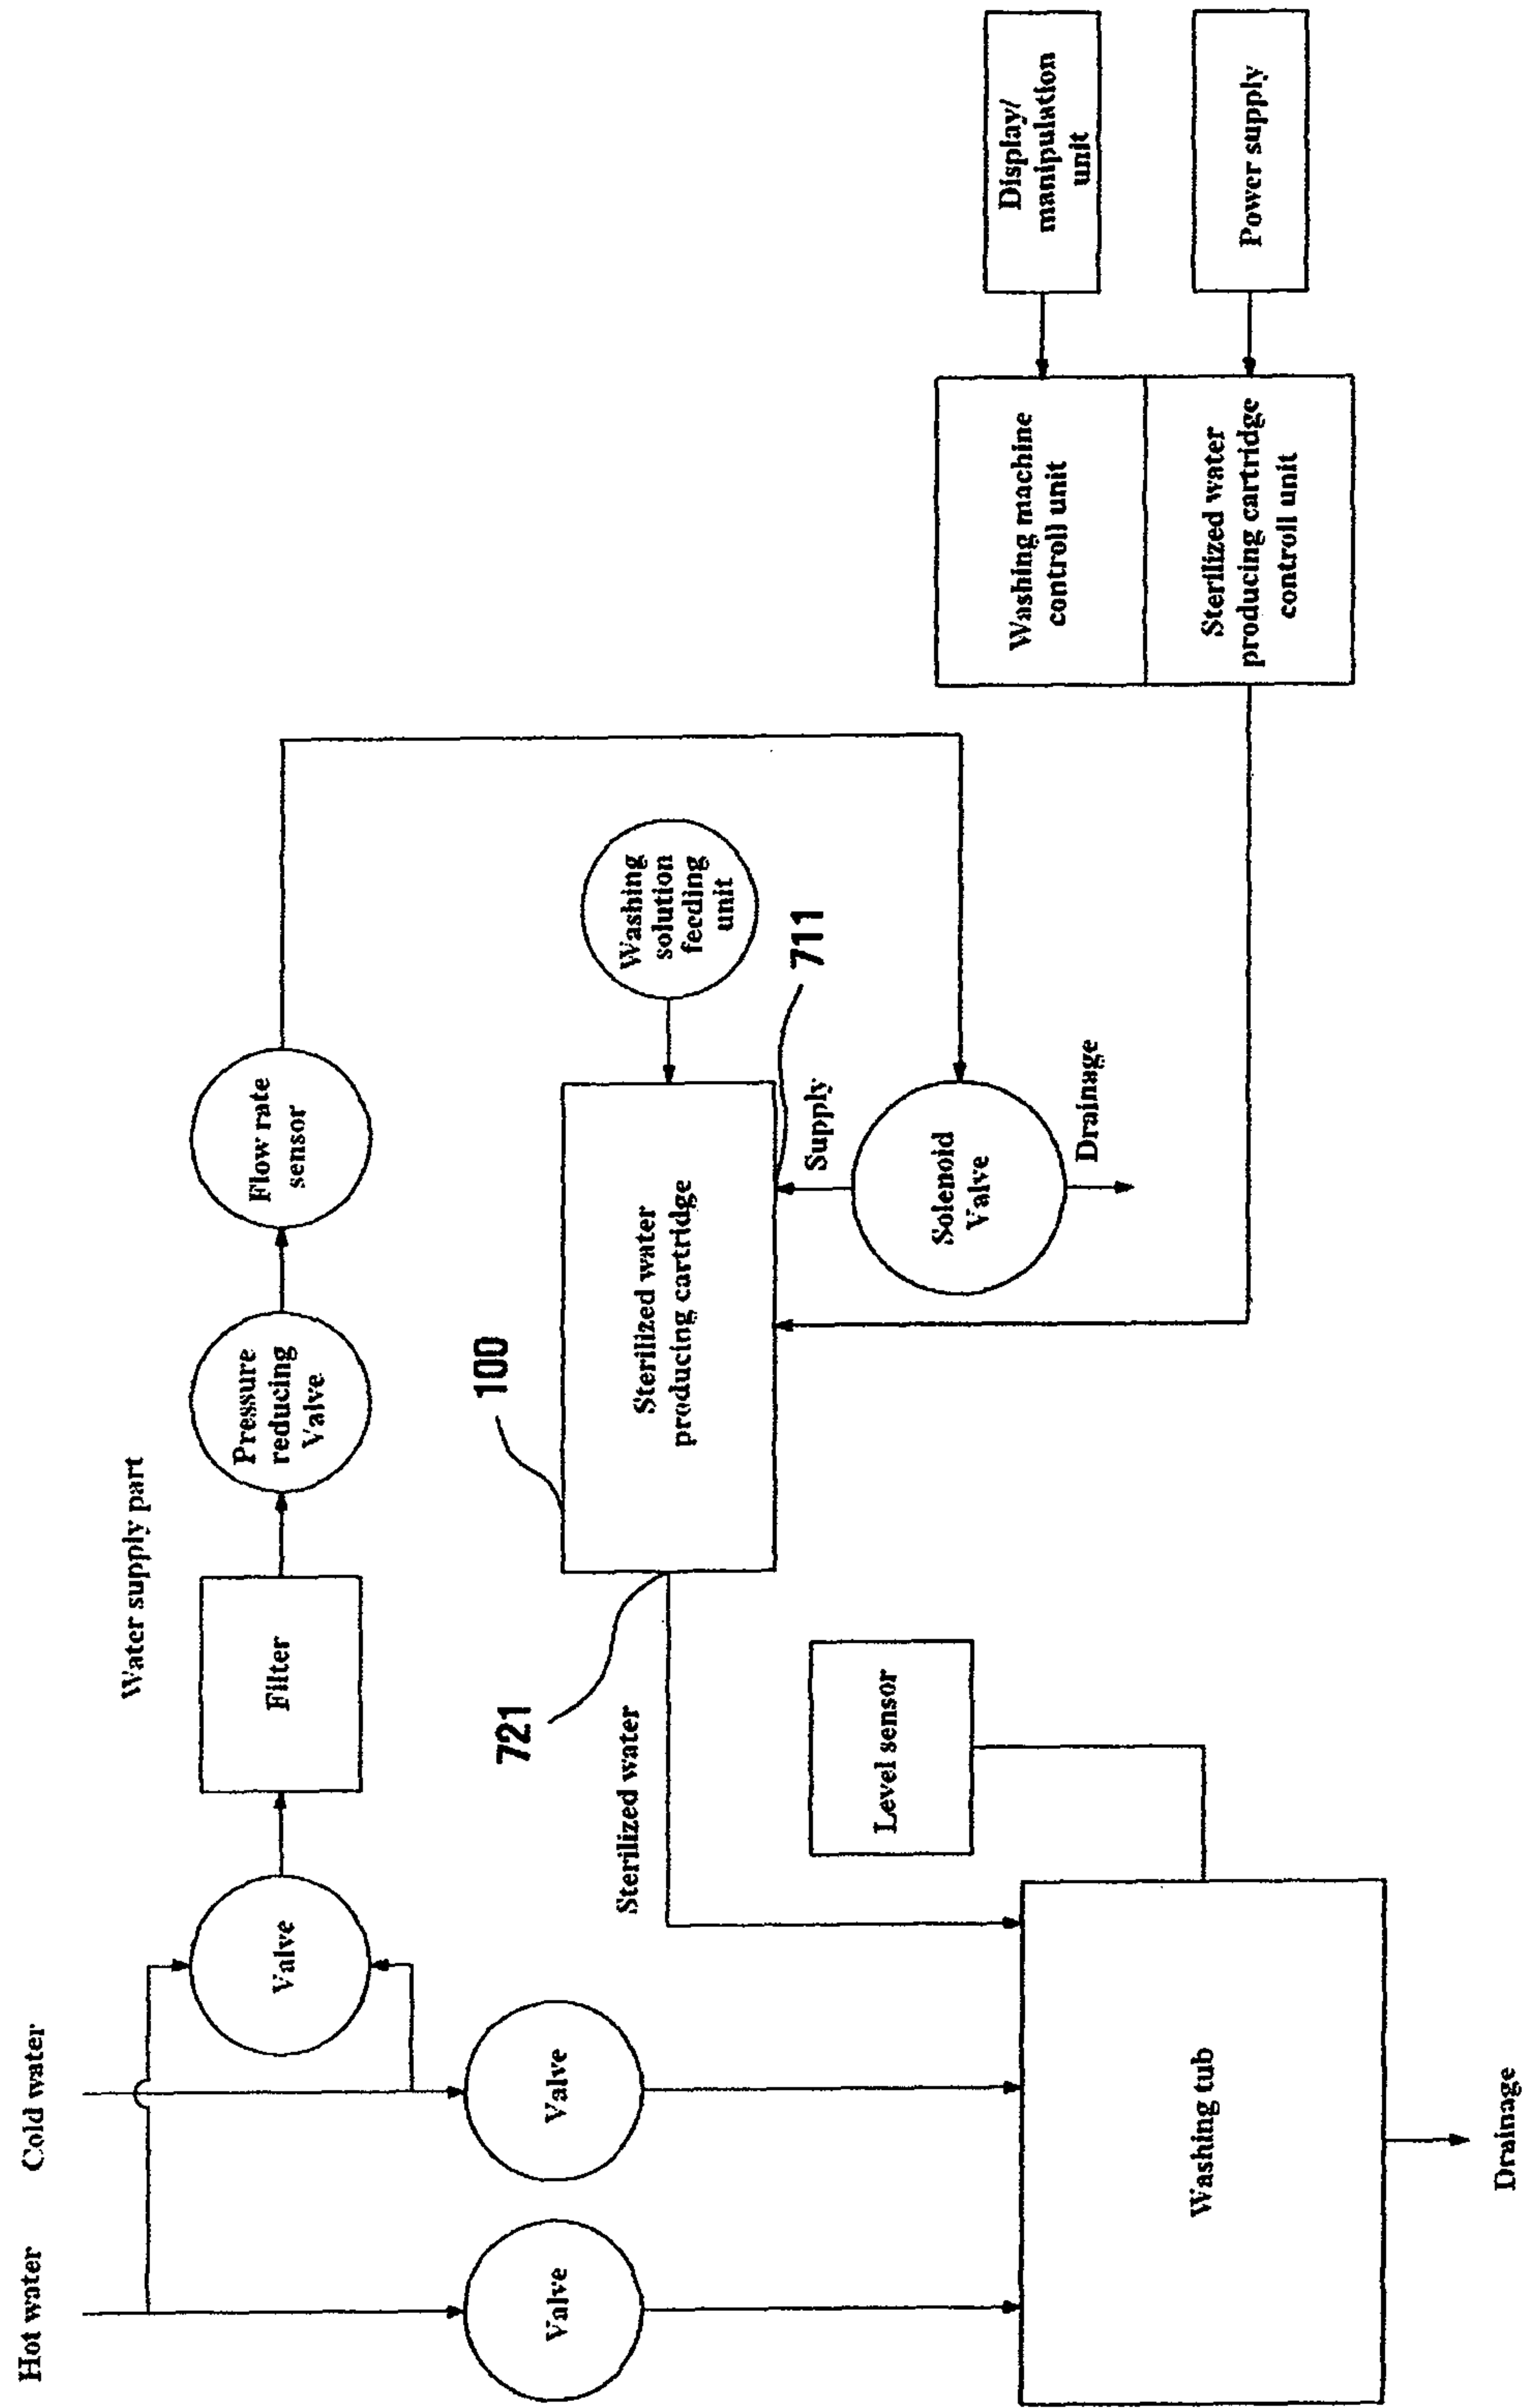 Hot water
Cold water
Water supply part
Valve
Filter
Pressure
reducing
Valve
Flow rate
sensor
Valve
Valve
721
100
Sterilized water
Sterilized water
producing cartridge
Washing
solution
feeding
unit
711
Supply
Level sensor
Solenoid
Valve
Drainage
Washing tub
Drainage
Washing machine
controll unit
Sterilized water
producing cartridge
controll unit
Display/
manipulation
unit
Power supply